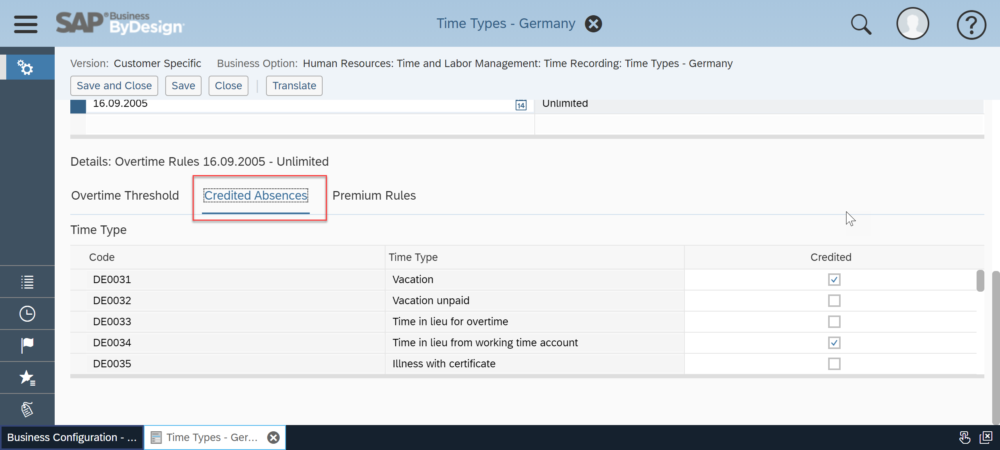 SAP® Business ByDesign
Time Types - Germany
Version: Customer Specific Business Option: Human Resources: Time and Labor Management: Time Recording: Time Types - Germany
Save and Close Save Close Translate
16.09.2005 14 Unlimited
Details: Overtime Rules 16.09.2005 - Unlimited
Overtime Threshold Credited Absences Premium Rules
Time Type
Code Time Type Credited
DE0031 Vacation
DE0032 Vacation unpaid
DE0033 Time in lieu for overtime
DE0034 Time in lieu from working time account
DE0035 Illness with certificate
Business Configuration - ... Time Types - Ger...